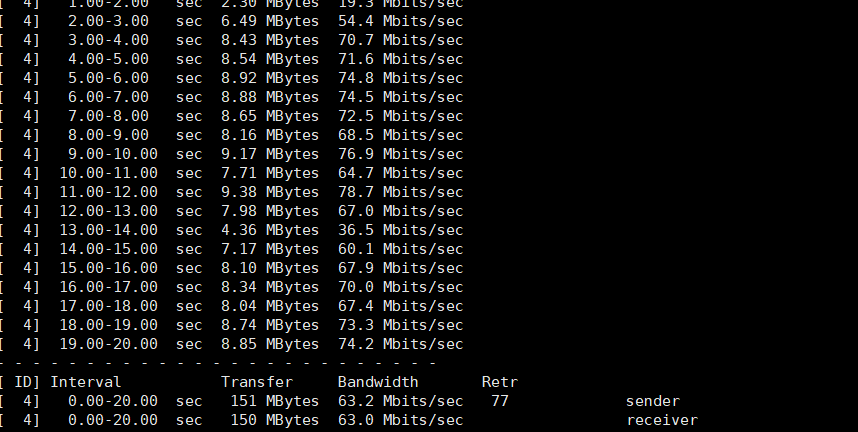 [  4]   1.00-2.00   sec  2.30 MBytes  19.3 Mbits/sec
[  4]   2.00-3.00   sec  6.49 MBytes  54.4 Mbits/sec
[  4]   3.00-4.00   sec  8.43 MBytes  70.7 Mbits/sec
[  4]   4.00-5.00   sec  8.54 MBytes  71.6 Mbits/sec
[  4]   5.00-6.00   sec  8.92 MBytes  74.8 Mbits/sec
[  4]   6.00-7.00   sec  8.88 MBytes  74.5 Mbits/sec
[  4]   7.00-8.00   sec  8.65 MBytes  72.5 Mbits/sec
[  4]   8.00-9.00   sec  8.16 MBytes  68.5 Mbits/sec
[  4]   9.00-10.00  sec  9.17 MBytes  76.9 Mbits/sec
[  4]  10.00-11.00  sec  7.71 MBytes  64.7 Mbits/sec
[  4]  11.00-12.00  sec  9.38 MBytes  78.7 Mbits/sec
[  4]  12.00-13.00  sec  7.98 MBytes  67.0 Mbits/sec
[  4]  13.00-14.00  sec  4.36 MBytes  36.5 Mbits/sec
[  4]  14.00-15.00  sec  7.17 MBytes  60.1 Mbits/sec
[  4]  15.00-16.00  sec  8.10 MBytes  67.9 Mbits/sec
[  4]  16.00-17.00  sec  8.34 MBytes  70.0 Mbits/sec
[  4]  17.00-18.00  sec  8.04 MBytes  67.4 Mbits/sec
[  4]  18.00-19.00  sec  8.74 MBytes  73.3 Mbits/sec
[  4]  19.00-20.00  sec  8.85 MBytes  74.2 Mbits/sec
- - - - - - - - - - - - - - - - - - - - - - - - -
[ ID] Interval           Transfer     Bandwidth       Retr
[  4]   0.00-20.00  sec   151 MBytes  63.2 Mbits/sec   77             sender
[  4]   0.00-20.00  sec   150 MBytes  63.0 Mbits/sec                  receiver